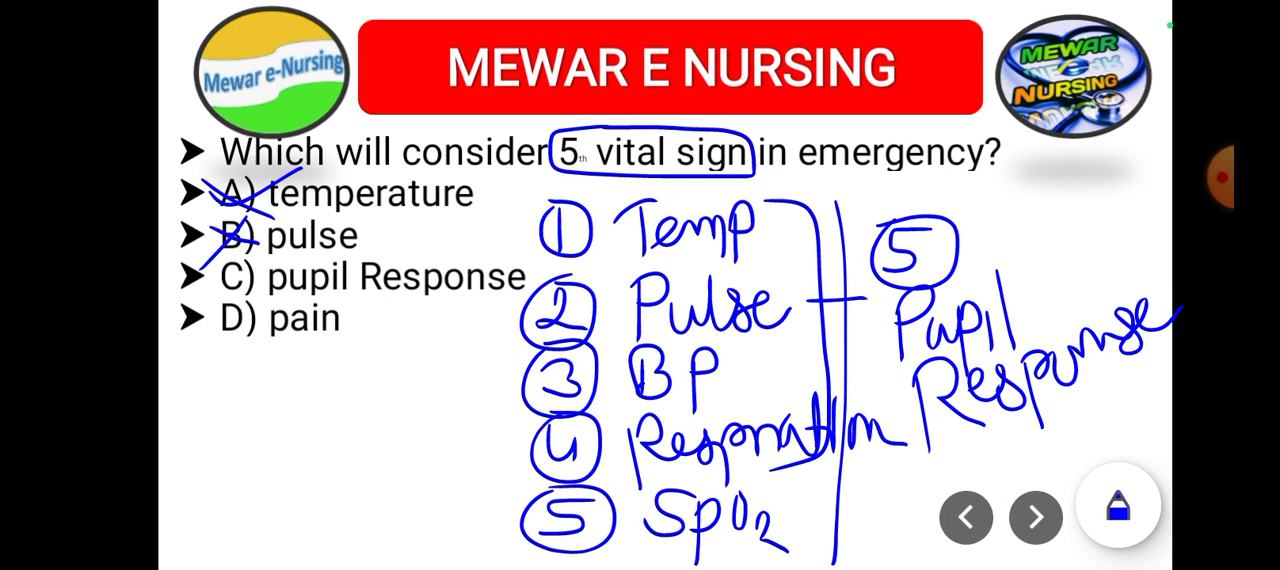 Mewar e-Nursing
MEWAR E NURSING
MEWAR
NURSING
➤ Which will consider 5th vital sign in emergency?
➤ A) temperature
➤ B) pulse
➤ C) pupil Response
➤ D) pain
① Temp
② Pulse
③ BP
④ Respiration
⑤ SpO2
⑤
Pupil
Response